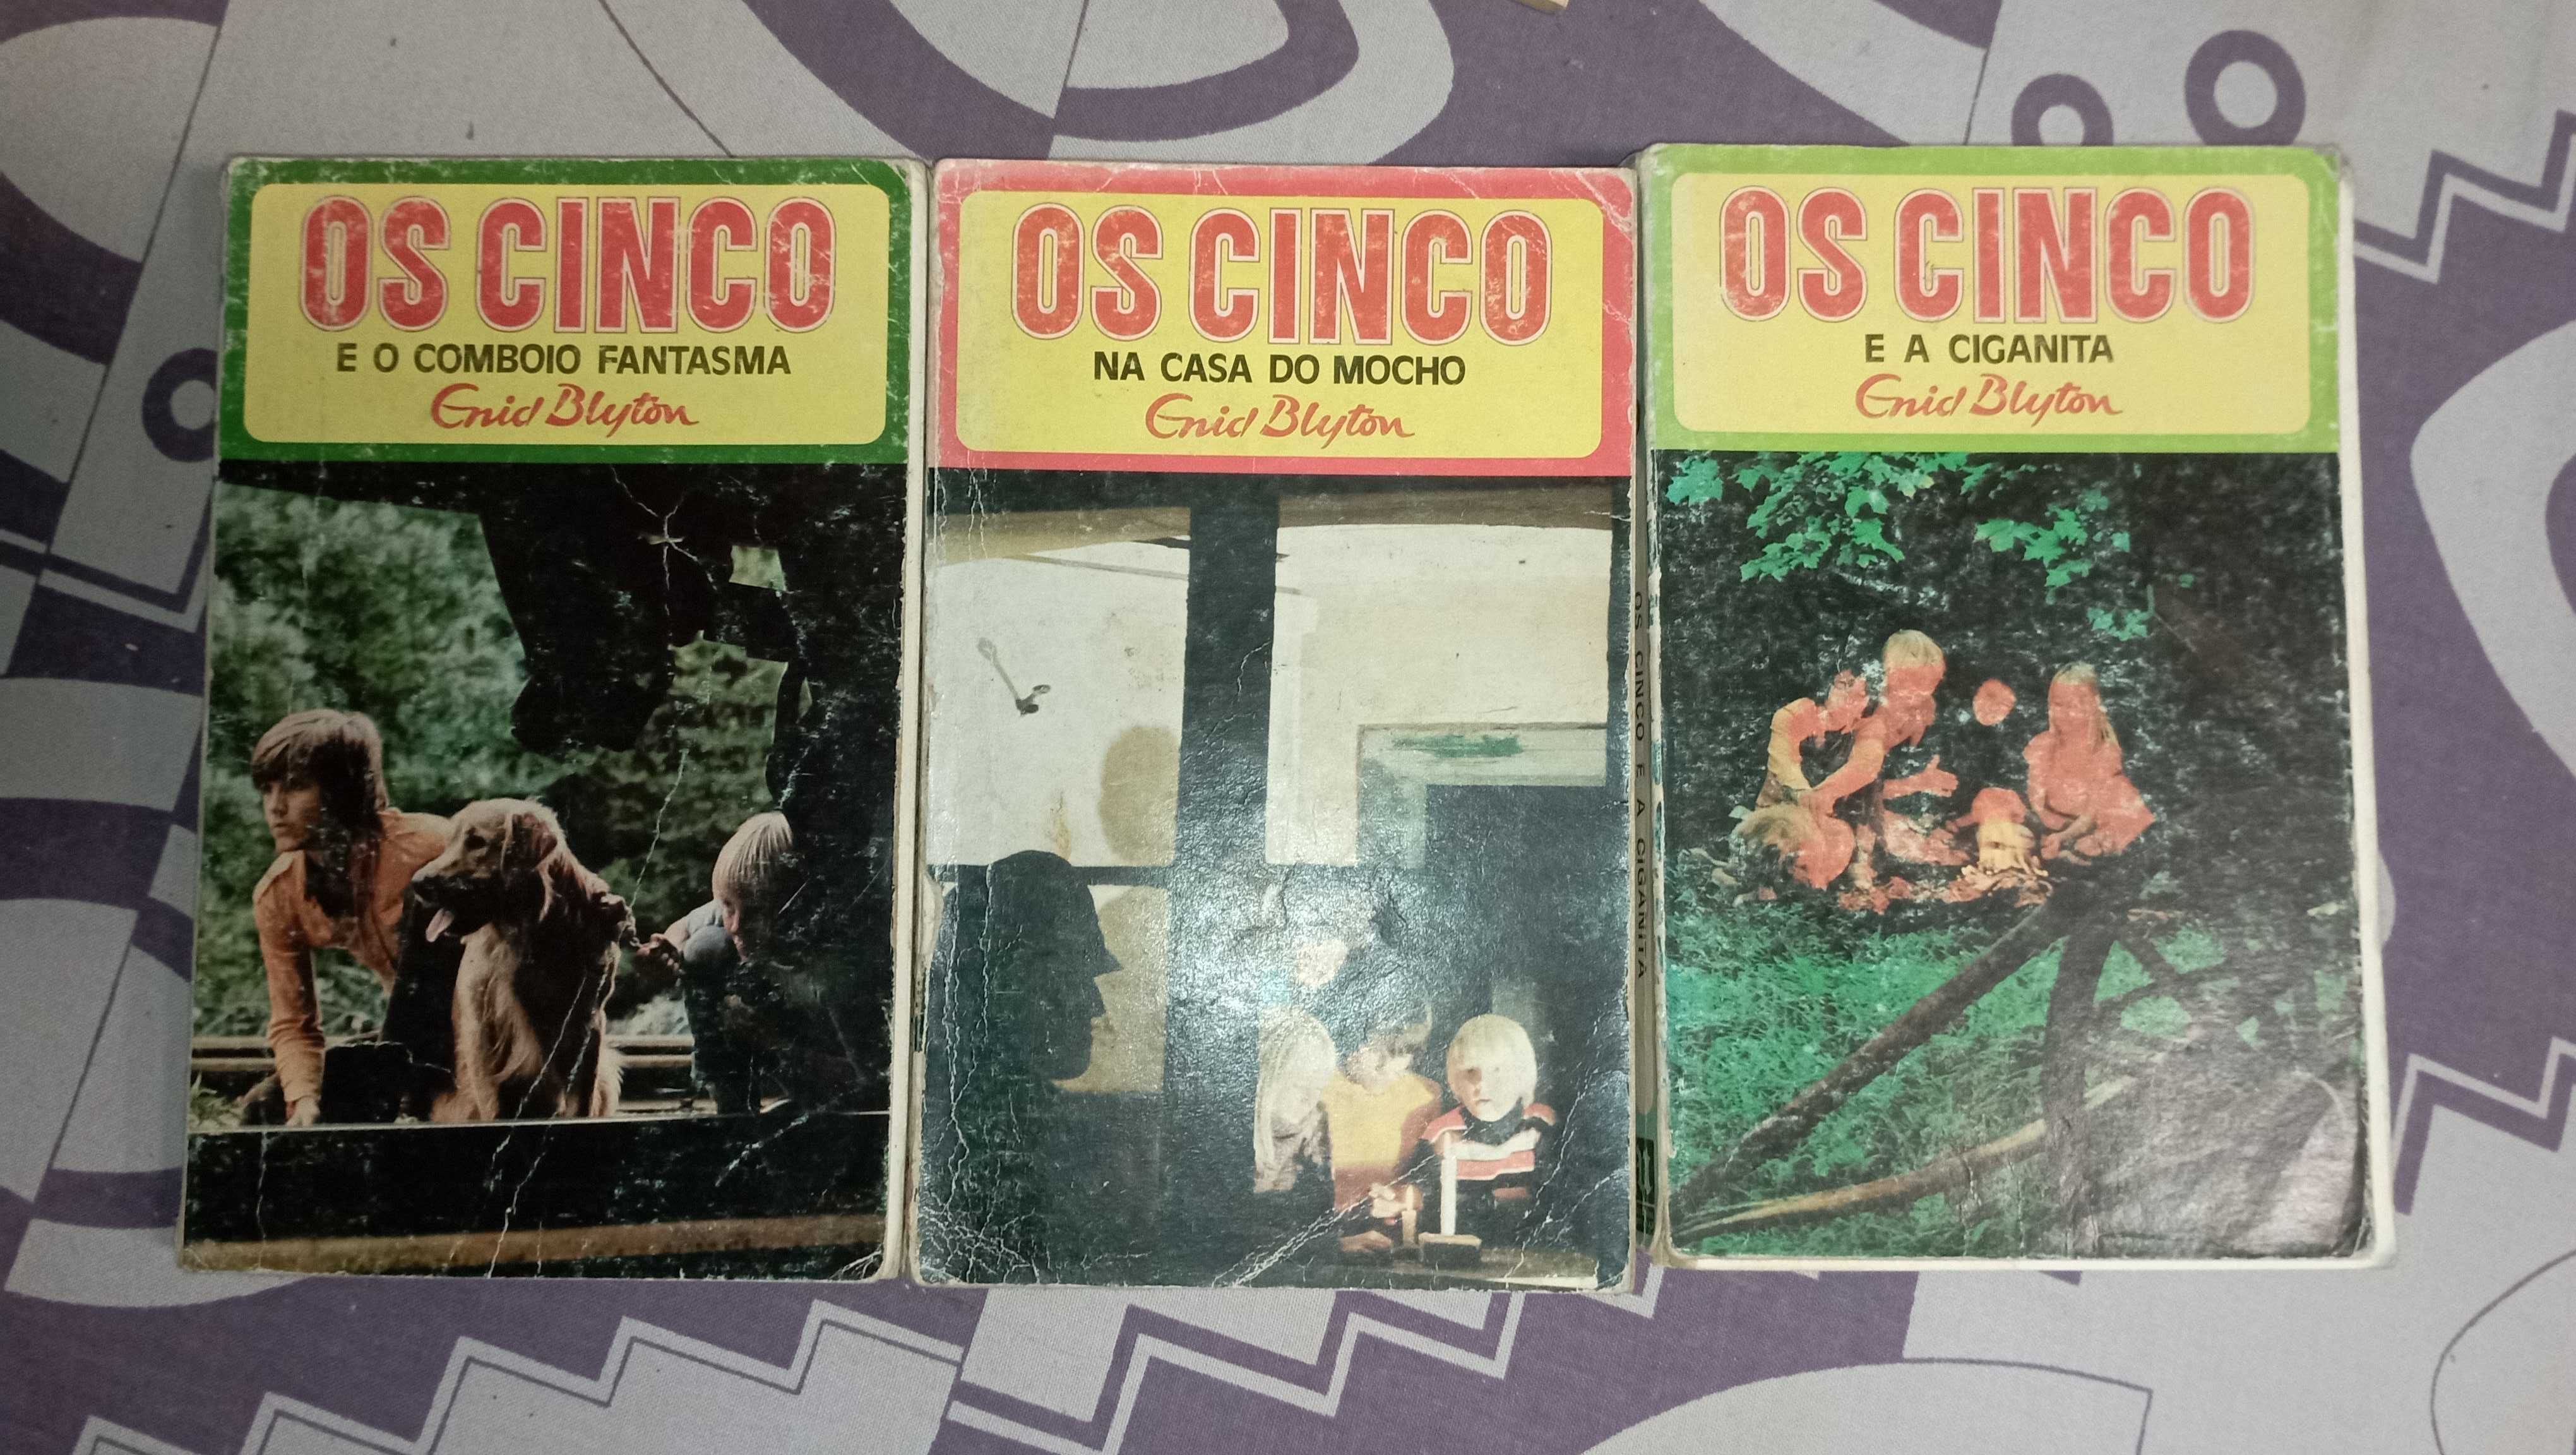 OS CINCO
E O COMBOIO FANTASMA
Enid Blyton
OS CINCO
NA CASA DO MOCHO
Enid Blyton
OS CINCO E A CIGANITA
OS CINCO
E A CIGANITA
Enid Blyton